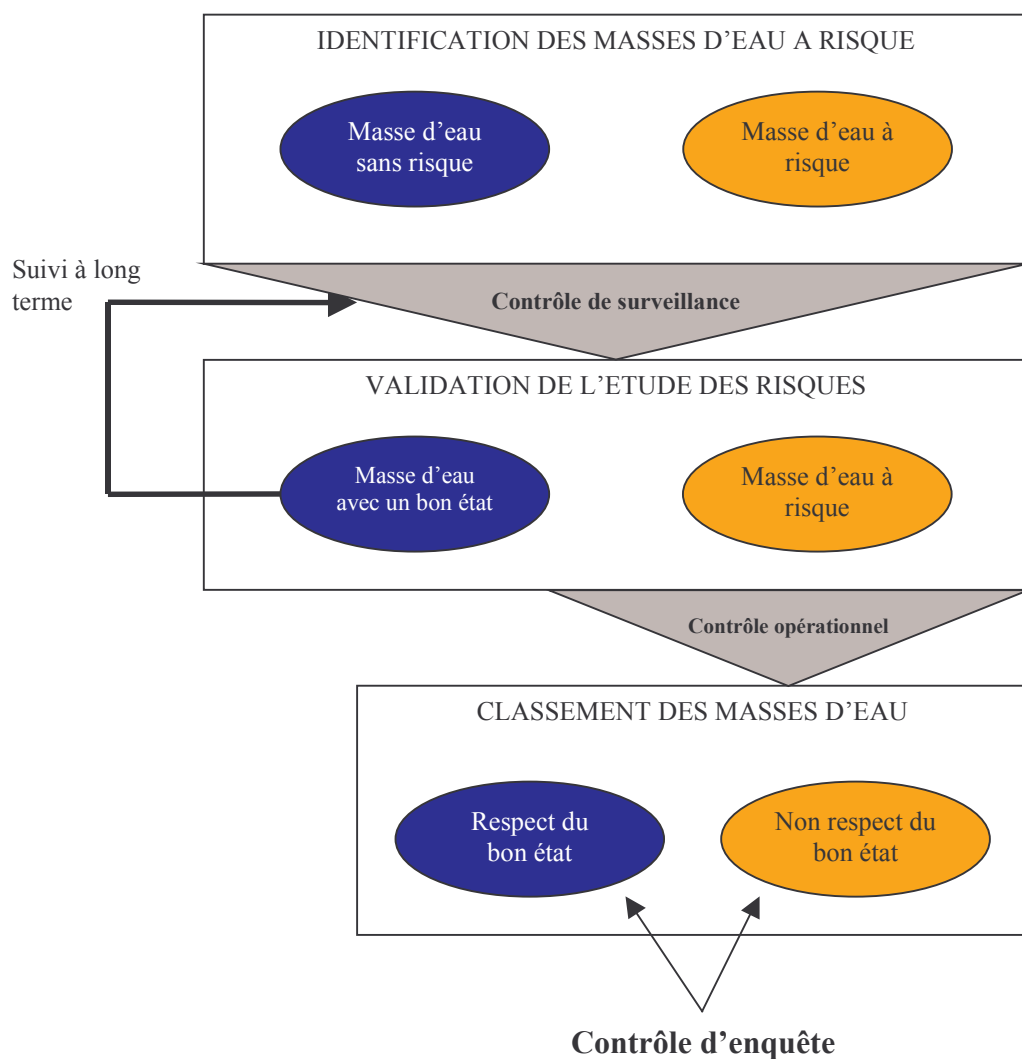 IDENTIFICATION DES MASSES D’EAU A RISQUE
Masse d’eau
sans risque
Masse d’eau à
risque
Suivi à long
terme
Contrôle de surveillance
VALIDATION DE L’ETUDE DES RISQUES
Masse d’eau
avec un bon état
Masse d’eau à
risque
Contrôle opérationnel
CLASSEMENT DES MASSES D’EAU
Respect du
bon état
Non respect du
bon état
Contrôle d’enquête